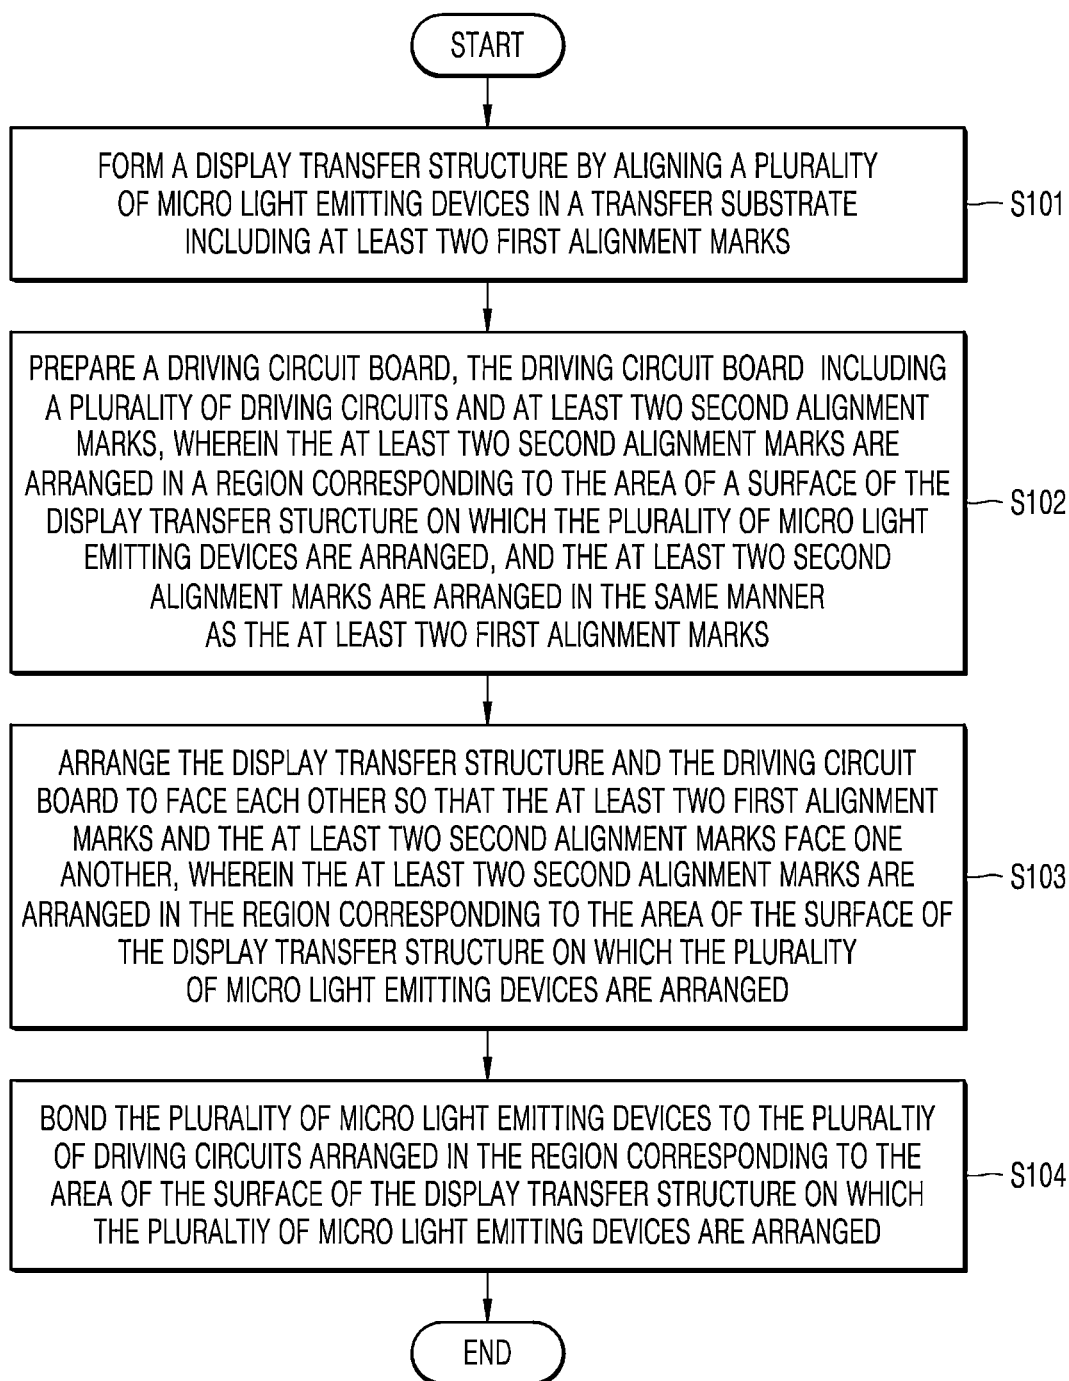 START
FORM A DISPLAY TRANSFER STRUCTURE BY ALIGNING A PLURALITY
OF MICRO LIGHT EMITTING DEVICES IN A TRANSFER SUBSTRATE
INCLUDING AT LEAST TWO FIRST ALIGNMENT MARKS
S101
PREPARE A DRIVING CIRCUIT BOARD, THE DRIVING CIRCUIT BOARD INCLUDING
A PLURALITY OF DRIVING CIRCUITS AND AT LEAST TWO SECOND ALIGNMENT
MARKS, WHEREIN THE AT LEAST TWO SECOND ALIGNMENT MARKS ARE
ARRANGED IN A REGION CORRESPONDING TO THE AREA OF A SURFACE OF THE
DISPLAY TRANSFER STURCTURE ON WHICH THE PLURALITY OF MICRO LIGHT
EMITTING DEVICES ARE ARRANGED, AND THE AT LEAST TWO SECOND
ALIGNMENT MARKS ARE ARRANGED IN THE SAME MANNER
AS THE AT LEAST TWO FIRST ALIGNMENT MARKS
S102
ARRANGE THE DISPLAY TRANSFER STRUCTURE AND THE DRIVING CIRCUIT
BOARD TO FACE EACH OTHER SO THAT THE AT LEAST TWO FIRST ALIGNMENT
MARKS AND THE AT LEAST TWO SECOND ALIGNMENT MARKS FACE ONE
ANOTHER, WHEREIN THE AT LEAST TWO SECOND ALIGNMENT MARKS ARE
ARRANGED IN THE REGION CORRESPONDING TO THE AREA OF THE SURFACE OF
THE DISPLAY TRANSFER STRUCTURE ON WHICH THE PLURALITY
OF MICRO LIGHT EMITTING DEVICES ARE ARRANGED
S103
BOND THE PLURALITY OF MICRO LIGHT EMITTING DEVICES TO THE PLURALTIY
OF DRIVING CIRCUITS ARRANGED IN THE REGION CORRESPONDING TO THE
AREA OF THE SURFACE OF THE DISPLAY TRANSFER STRUCTURE ON WHICH
THE PLURALTIY OF MICRO LIGHT EMITTING DEVICES ARE ARRANGED
S104
END